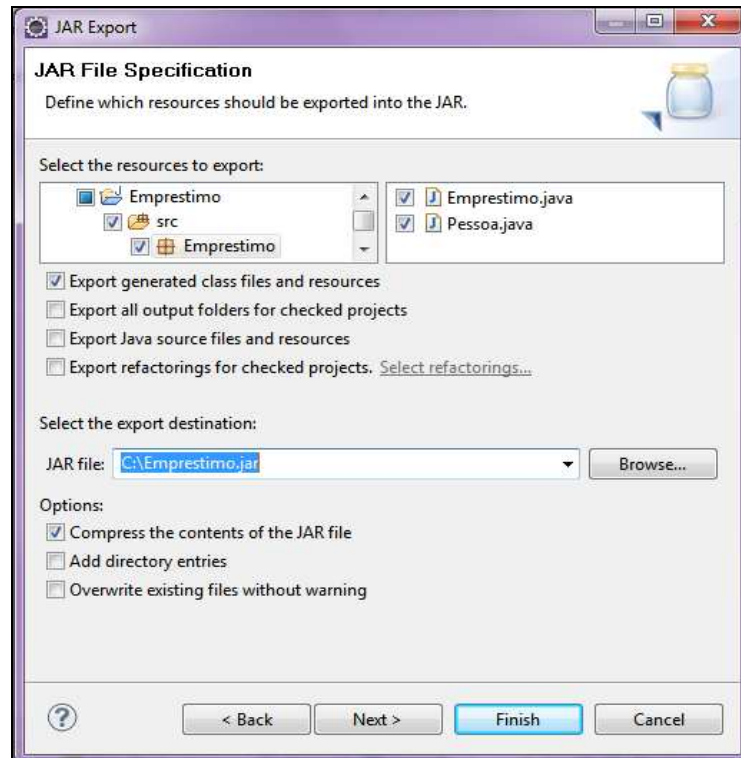 JAR Export
JAR File Specification
Define which resources should be exported into the JAR.
Select the resources to export:
Emprestimo
src
Emprestimo
Emprestimo.java
Pessoa.java
Export generated class files and resources
Export all output folders for checked projects
Export Java source files and resources
Export refactorings for checked projects. Select refactorings...
Select the export destination:
JAR file: C:\Emprestimo.jar Browse...
Options:
Compress the contents of the JAR file
Add directory entries
Overwrite existing files without warning
? < Back Next > Finish Cancel